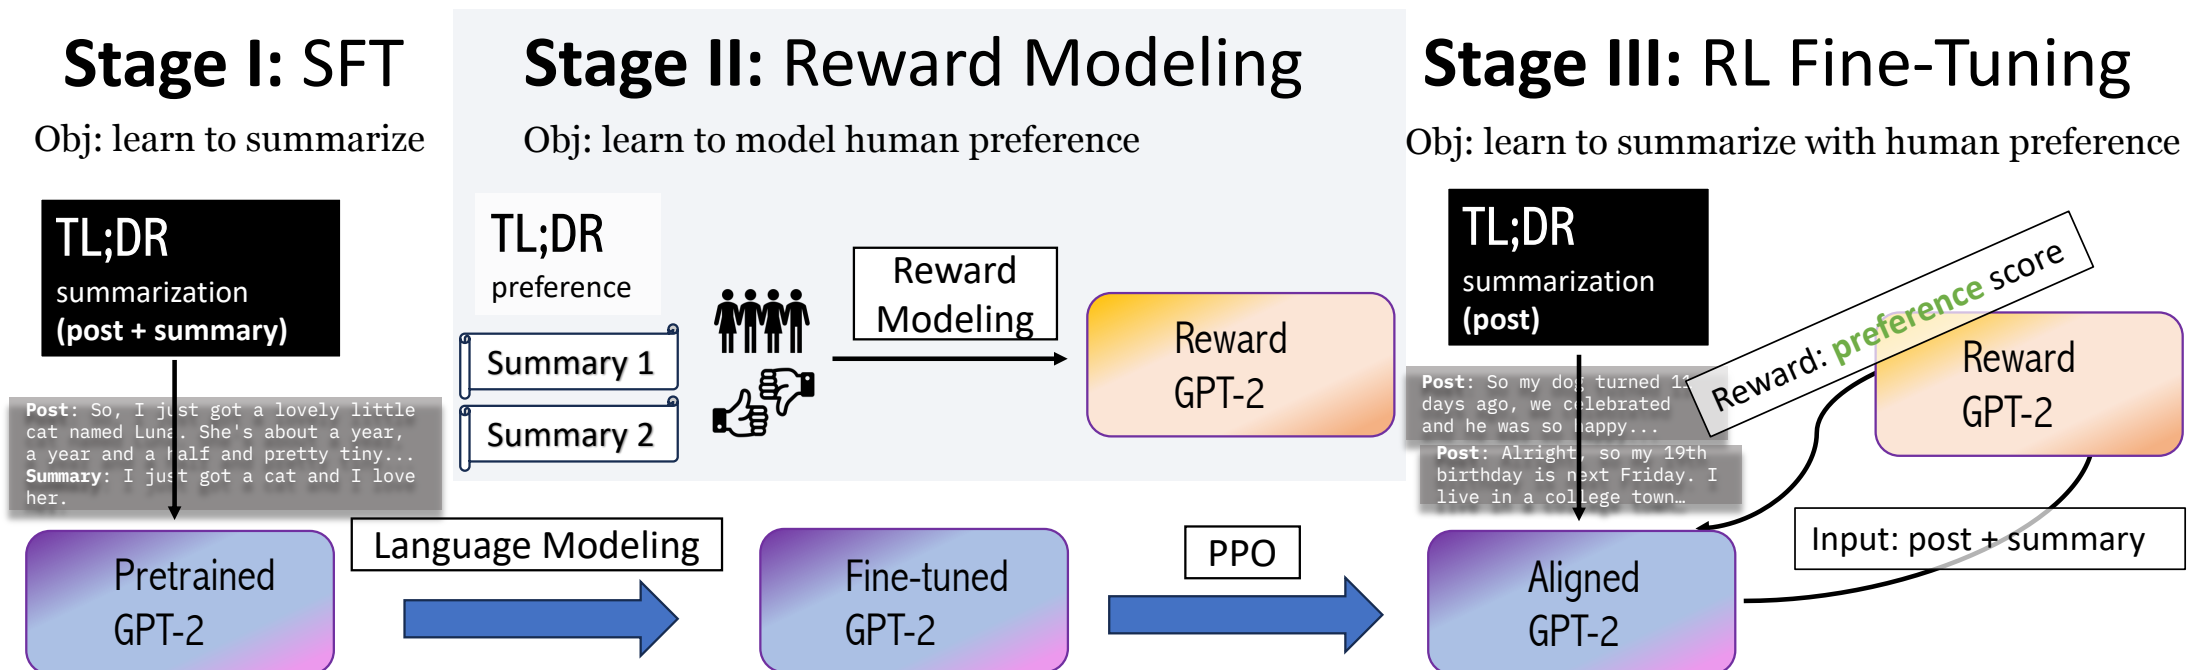 Stage I: SFT
Obj: learn to summarize
TL;DR
summarization
(post + summary)
Post: So, I just got a lovely little
cat named Luna. She's about a year,
a year and a half and pretty tiny...
Summary: I just got a cat and I love
her.
Pretrained
GPT-2
Language Modeling
Stage II: Reward Modeling
Obj: learn to model human preference
TL;DR
preference
Summary 1
Summary 2
Reward
Modeling
Reward
GPT-2
Fine-tuned
GPT-2
PPO
Stage III: RL Fine-Tuning
Obj: learn to summarize with human preference
TL;DR
summarization
(post)
Post: So my dog turned 11
days ago, we celebrated
and he was so happy...
Post: Alright, so my 19th
birthday is next Friday. I
live in a college town…
Reward: preference score
Reward
GPT-2
Input: post + summary
Aligned
GPT-2